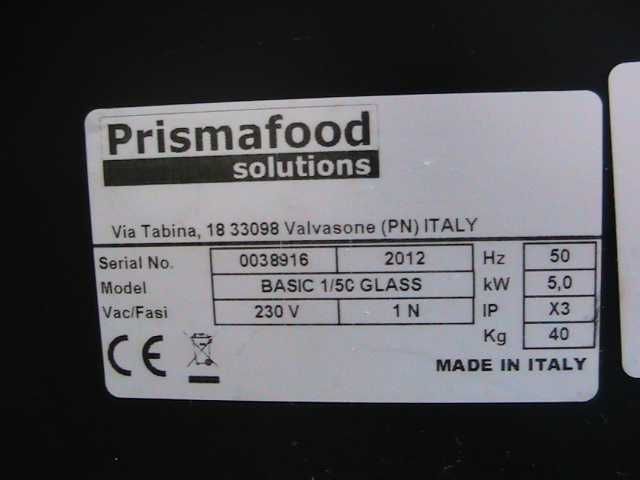 Prismafood
solutions
Via Tabina, 18 33098 Valvasone (PN) ITALY
Serial No. 0038916 2012 Hz 50
Model BASIC 1/50 GLASS kW 5,0
Vac/Fasi 230 V 1 N IP X3
Kg 40
CE
MADE IN ITALY